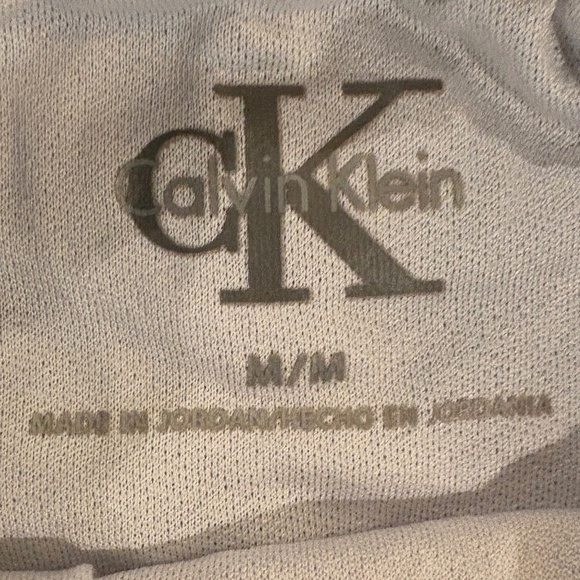 CK
Calvin Klein
M/M
MADE IN JORDAN/HECHO EN JORDANIA